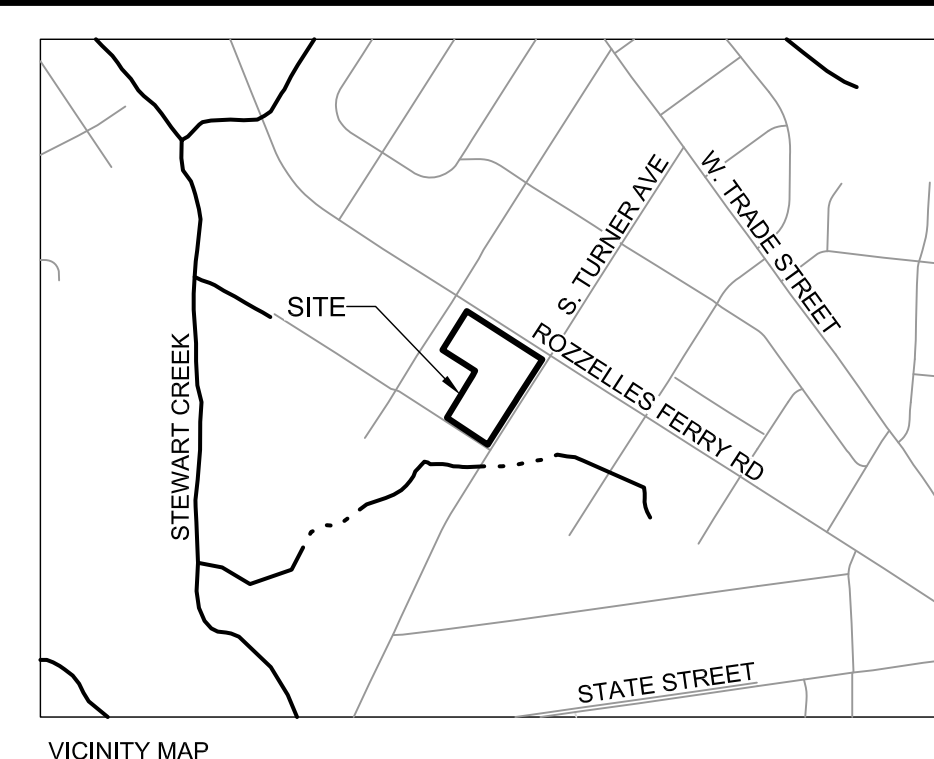 W. TRADE STREET
S. TURNER AVE
SITE
ROZZELLES FERRY RD
STEWART CREEK
STATE STREET
VICINITY MAP